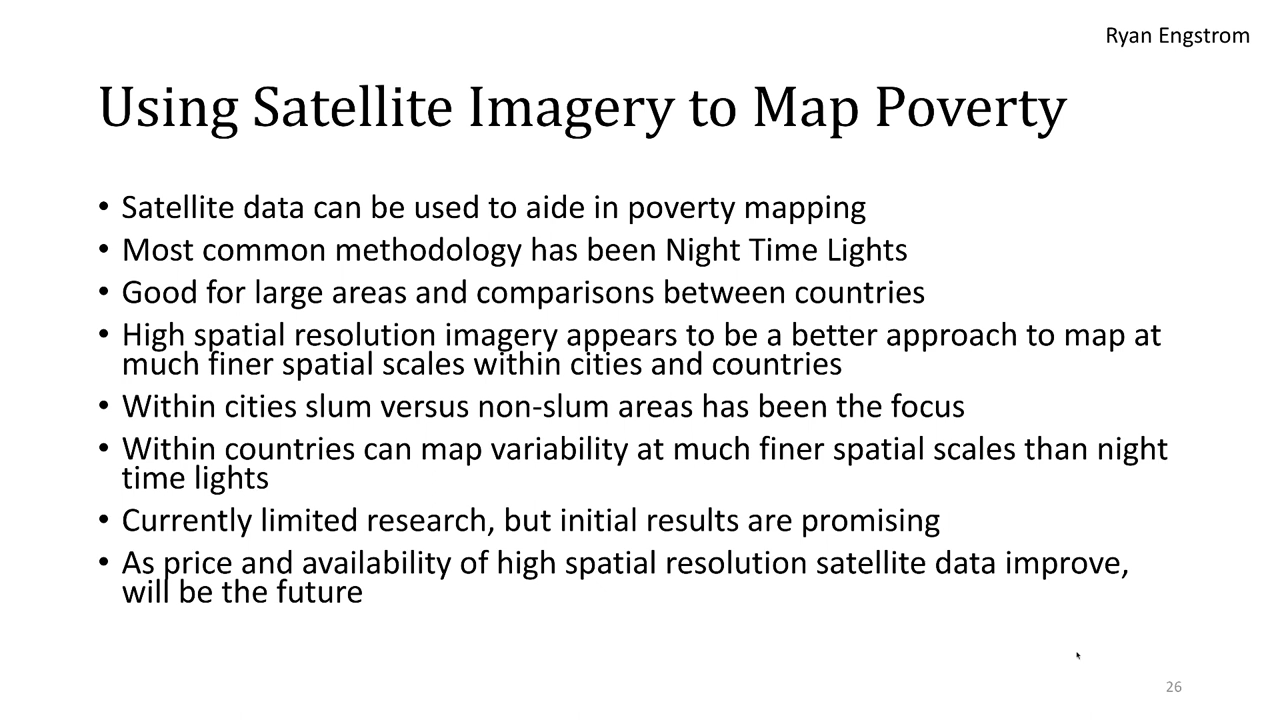 Ryan Engstrom
Using Satellite Imagery to Map Poverty
• Satellite data can be used to aide in poverty mapping
• Most common methodology has been Night Time Lights
• Good for large areas and comparisons between countries
• High spatial resolution imagery appears to be a better approach to map at
much finer spatial scales within cities and countries
• Within cities slum versus non-slum areas has been the focus
• Within countries can map variability at much finer spatial scales than night
time lights
• Currently limited research, but initial results are promising
• As price and availability of high spatial resolution satellite data improve,
will be the future
26